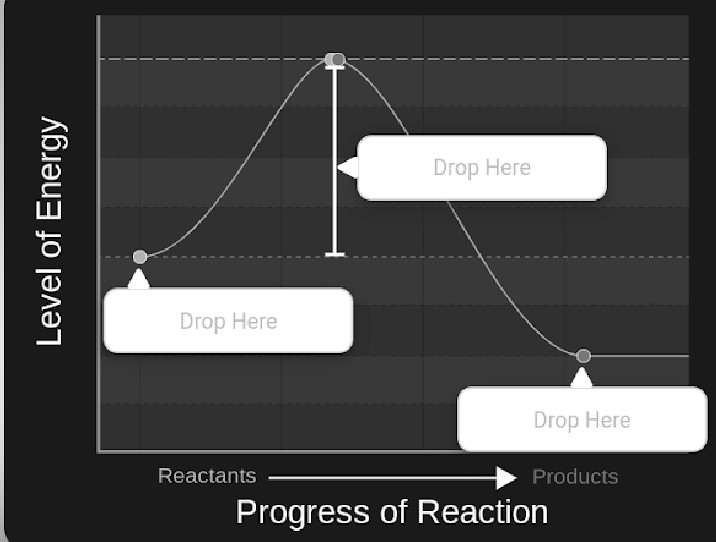 Level of Energy
Drop Here
Drop Here
Drop Here
Reactants
Products
Progress of Reaction